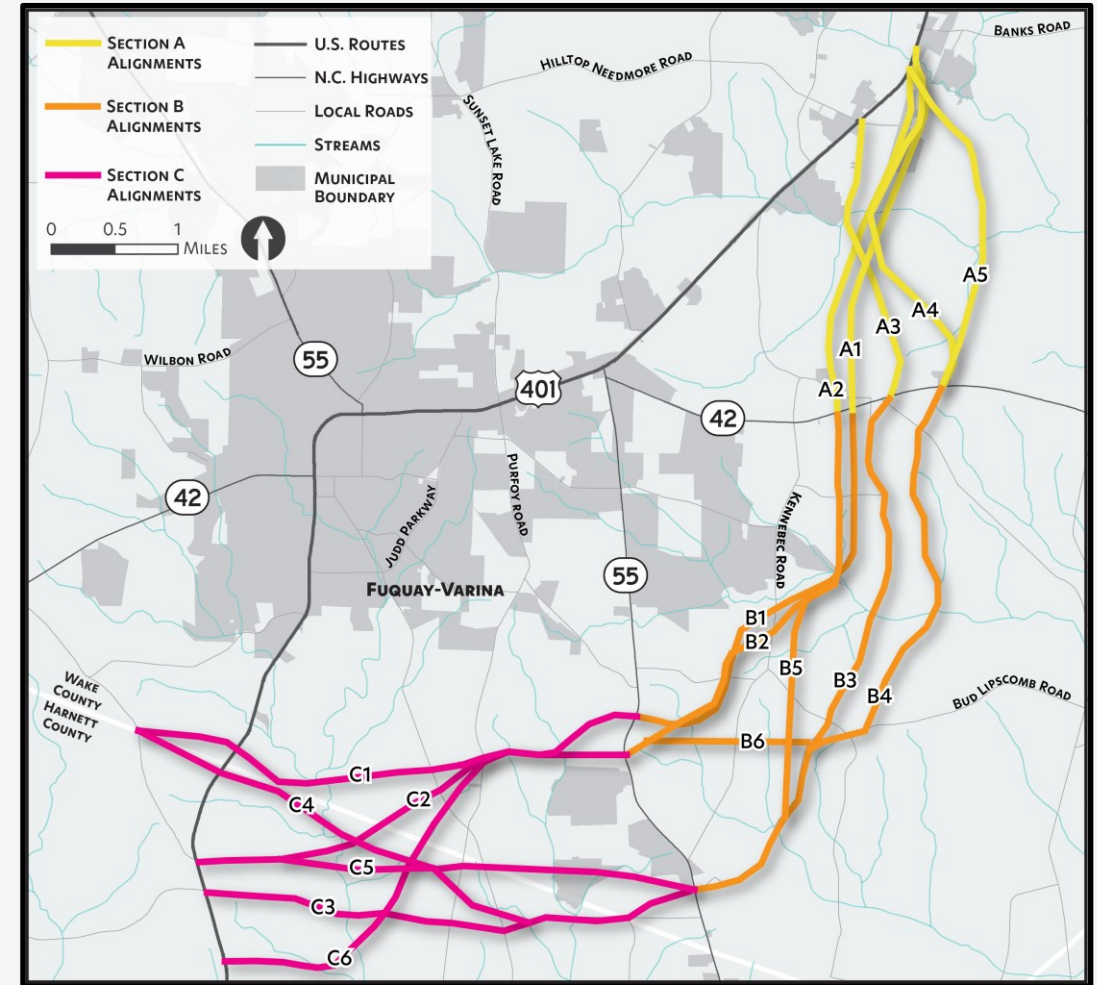 SECTION A
ALIGNMENTS
SECTION B
ALIGNMENTS
SECTION C
ALIGNMENTS
0 0.5 1
MILES
U.S. ROUTES
N.C. HIGHWAYS
LOCAL ROADS
STREAMS
MUNICIPAL
BOUNDARY
BANKS ROAD
HILLTOP NEEDMORE ROAD
SUNSET LAKE ROAD
A5
A4
A3
A1
A2
WILBON ROAD
55
401
42
42
PURFOY ROAD
JUDD PARKWAY
KENNEBEC ROAD
55
FUQUAY-VARINA
B1
B2
B5
B3
B4
BUD LIPSCOMB ROAD
B6
WAKE
COUNTY
HARNETT
COUNTY
C1
C2
C4
C5
C3
C6